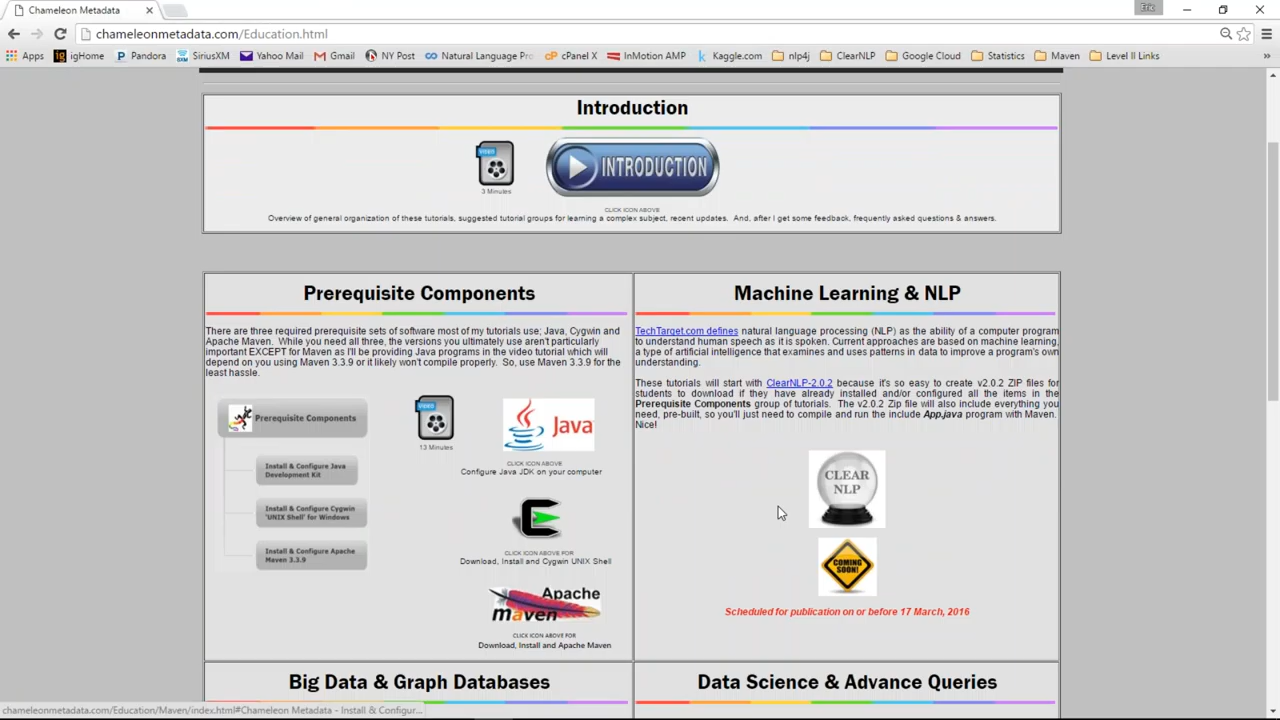 Chameleon Metadata
Eric
chameleonmetadata.com/Education.html
Apps
igHome
Pandora
SiriusXM
Yahoo Mail
Gmail
NY Post
Natural Language Pro
cPanel X
InMotion AMP
Kaggle.com
nlp4j
ClearNLP
Google Cloud
Statistics
Maven
Level II Links
Introduction
VIDEO
INTRODUCTION
3 Minutes
CLICK ICON ABOVE
Overview of general organization of these tutorials, suggested tutorial groups for learning a complex subject, recent updates. And, after I get some feedback, frequently asked questions & answers.
Prerequisite Components
There are three required prerequisite sets of software most of my tutorials use; Java, Cygwin and
Apache Maven. While you need all three, the versions you ultimately use aren't particularly
important EXCEPT for Maven as I'll be providing Java programs in the video tutorial which will
depend on you using Maven 3.3.9 or it likely won't compile properly. So, use Maven 3.3.9 for the
least hassle.
Prerequisite Components
Install & Configure Java
Development Kit
Install & Configure Cygwin
'UNIX Shell' for Windows
Install & Configure Apache
Maven 3.3.9
VIDEO
13 Minutes
Java
CLICK ICON ABOVE
Configure Java JDK on your computer
CLICK ICON ABOVE FOR
Download, Install and Cygwin UNIX Shell
Apache
maven
CLICK ICON ABOVE FOR
Download, Install and Apache Maven
Machine Learning & NLP
TechTarget.com defines natural language processing (NLP) as the ability of a computer program
to understand human speech as it is spoken. Current approaches are based on machine learning,
a type of artificial intelligence that examines and uses patterns in data to improve a program's own
understanding.
These tutorials will start with ClearNLP-2.0.2 because it's so easy to create v2.0.2 ZIP files for
students to download if they have already installed and/or configured all the items in the
Prerequisite Components group of tutorials. The v2.0.2 Zip file will also include everything you
need, pre-built, so you'll just need to compile and run the include App.java program with Maven.
Nice!
CLEAR
NLP
COMING
SOON!
Scheduled for publication on or before 17 March, 2016
Big Data & Graph Databases
Data Science & Advance Queries
chameleonmetadata.com/Education/Maven/index.html#Chameleon Metadata - Install & Configur...